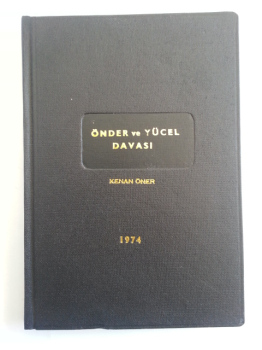 ÖNDER ve YÜCEL
DAVASI
KENAN ÖNER
1974